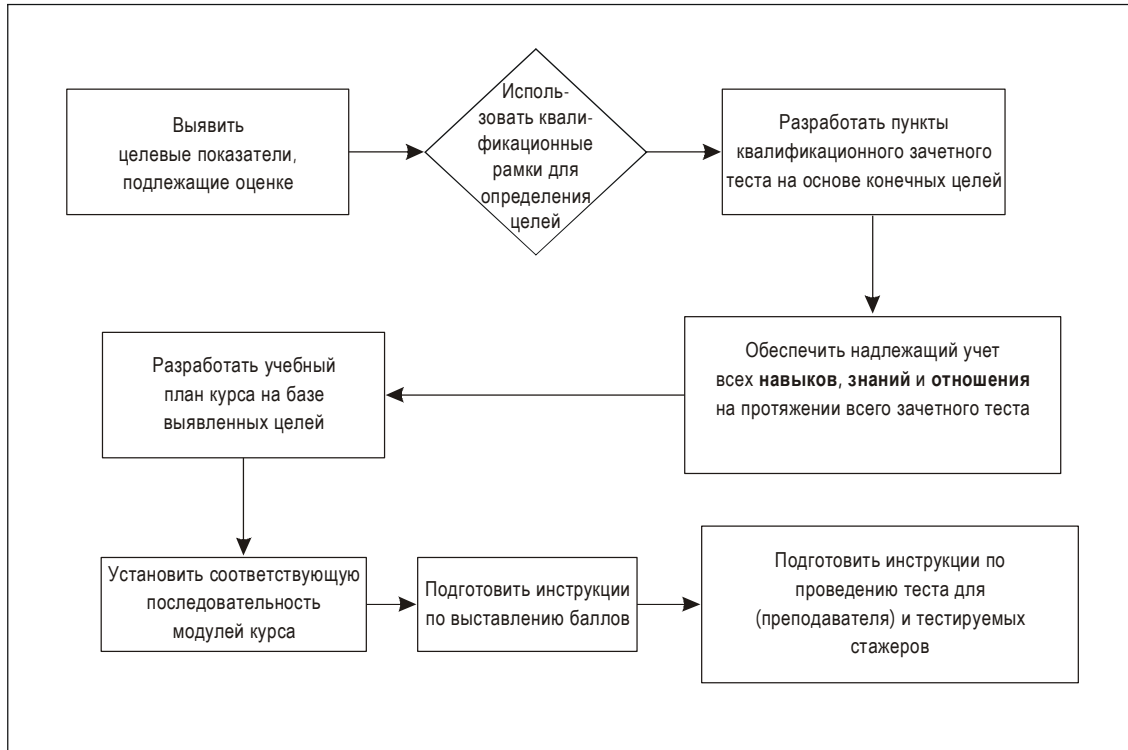 Выявить
целевые показатели,
подлежащие оценке
Исполь-
зовать квали-
фикационные
рамки для
определения
целей
Разработать пункты
квалификационного зачетного
теста на основе конечных целей
Обеспечить надлежащий учет
всех навыков, знаний и отношения
на протяжении всего зачетного теста
Разработать учебный
план курса на базе
выявленных целей
Установить соответствующую
последовательность
модулей курса
Подготовить инструкции
по выставлению баллов
Подготовить инструкции по
проведению теста для
(преподавателя) и тестируемых
стажеров